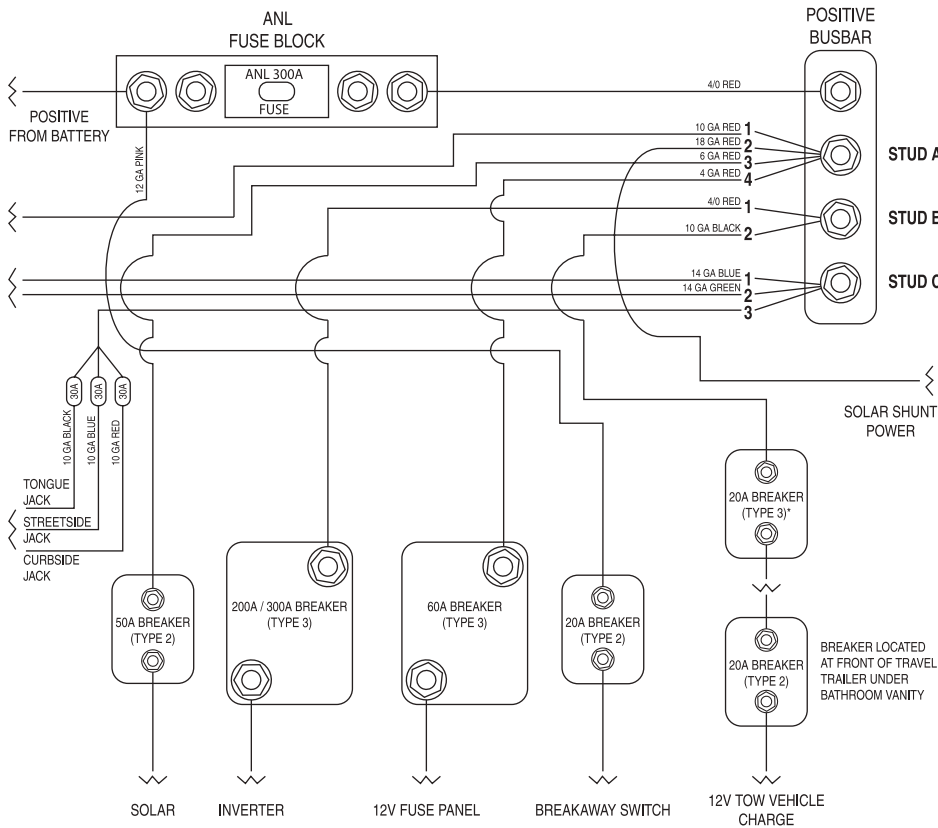 ANL
FUSE BLOCK
POSITIVE
BUSBAR
ANL 300A
FUSE
4/0 RED
POSITIVE
FROM BATTERY
12 GA PINK
10 GA RED 1
18 GA RED 2
6 GA RED 3
4 GA RED 4
STUD A
4/0 RED 1
10 GA BLACK 2
STUD B
14 GA BLUE 1
14 GA GREEN 2
3
STUD C
30A
30A
30A
10 GA BLACK
10 GA BLUE
10 GA RED
SOLAR SHUNT
POWER
TONGUE
JACK
STREETSIDE
JACK
CURBSIDE
JACK
20A BREAKER
(TYPE 3)*
50A BREAKER
(TYPE 2)
200A / 300A BREAKER
(TYPE 3)
60A BREAKER
(TYPE 3)
20A BREAKER
(TYPE 2)
20A BREAKER
(TYPE 2)
BREAKER LOCATED
AT FRONT OF TRAVEL
TRAILER UNDER
BATHROOM VANITY
SOLAR
INVERTER
12V FUSE PANEL
BREAKAWAY SWITCH
12V TOW VEHICLE
CHARGE